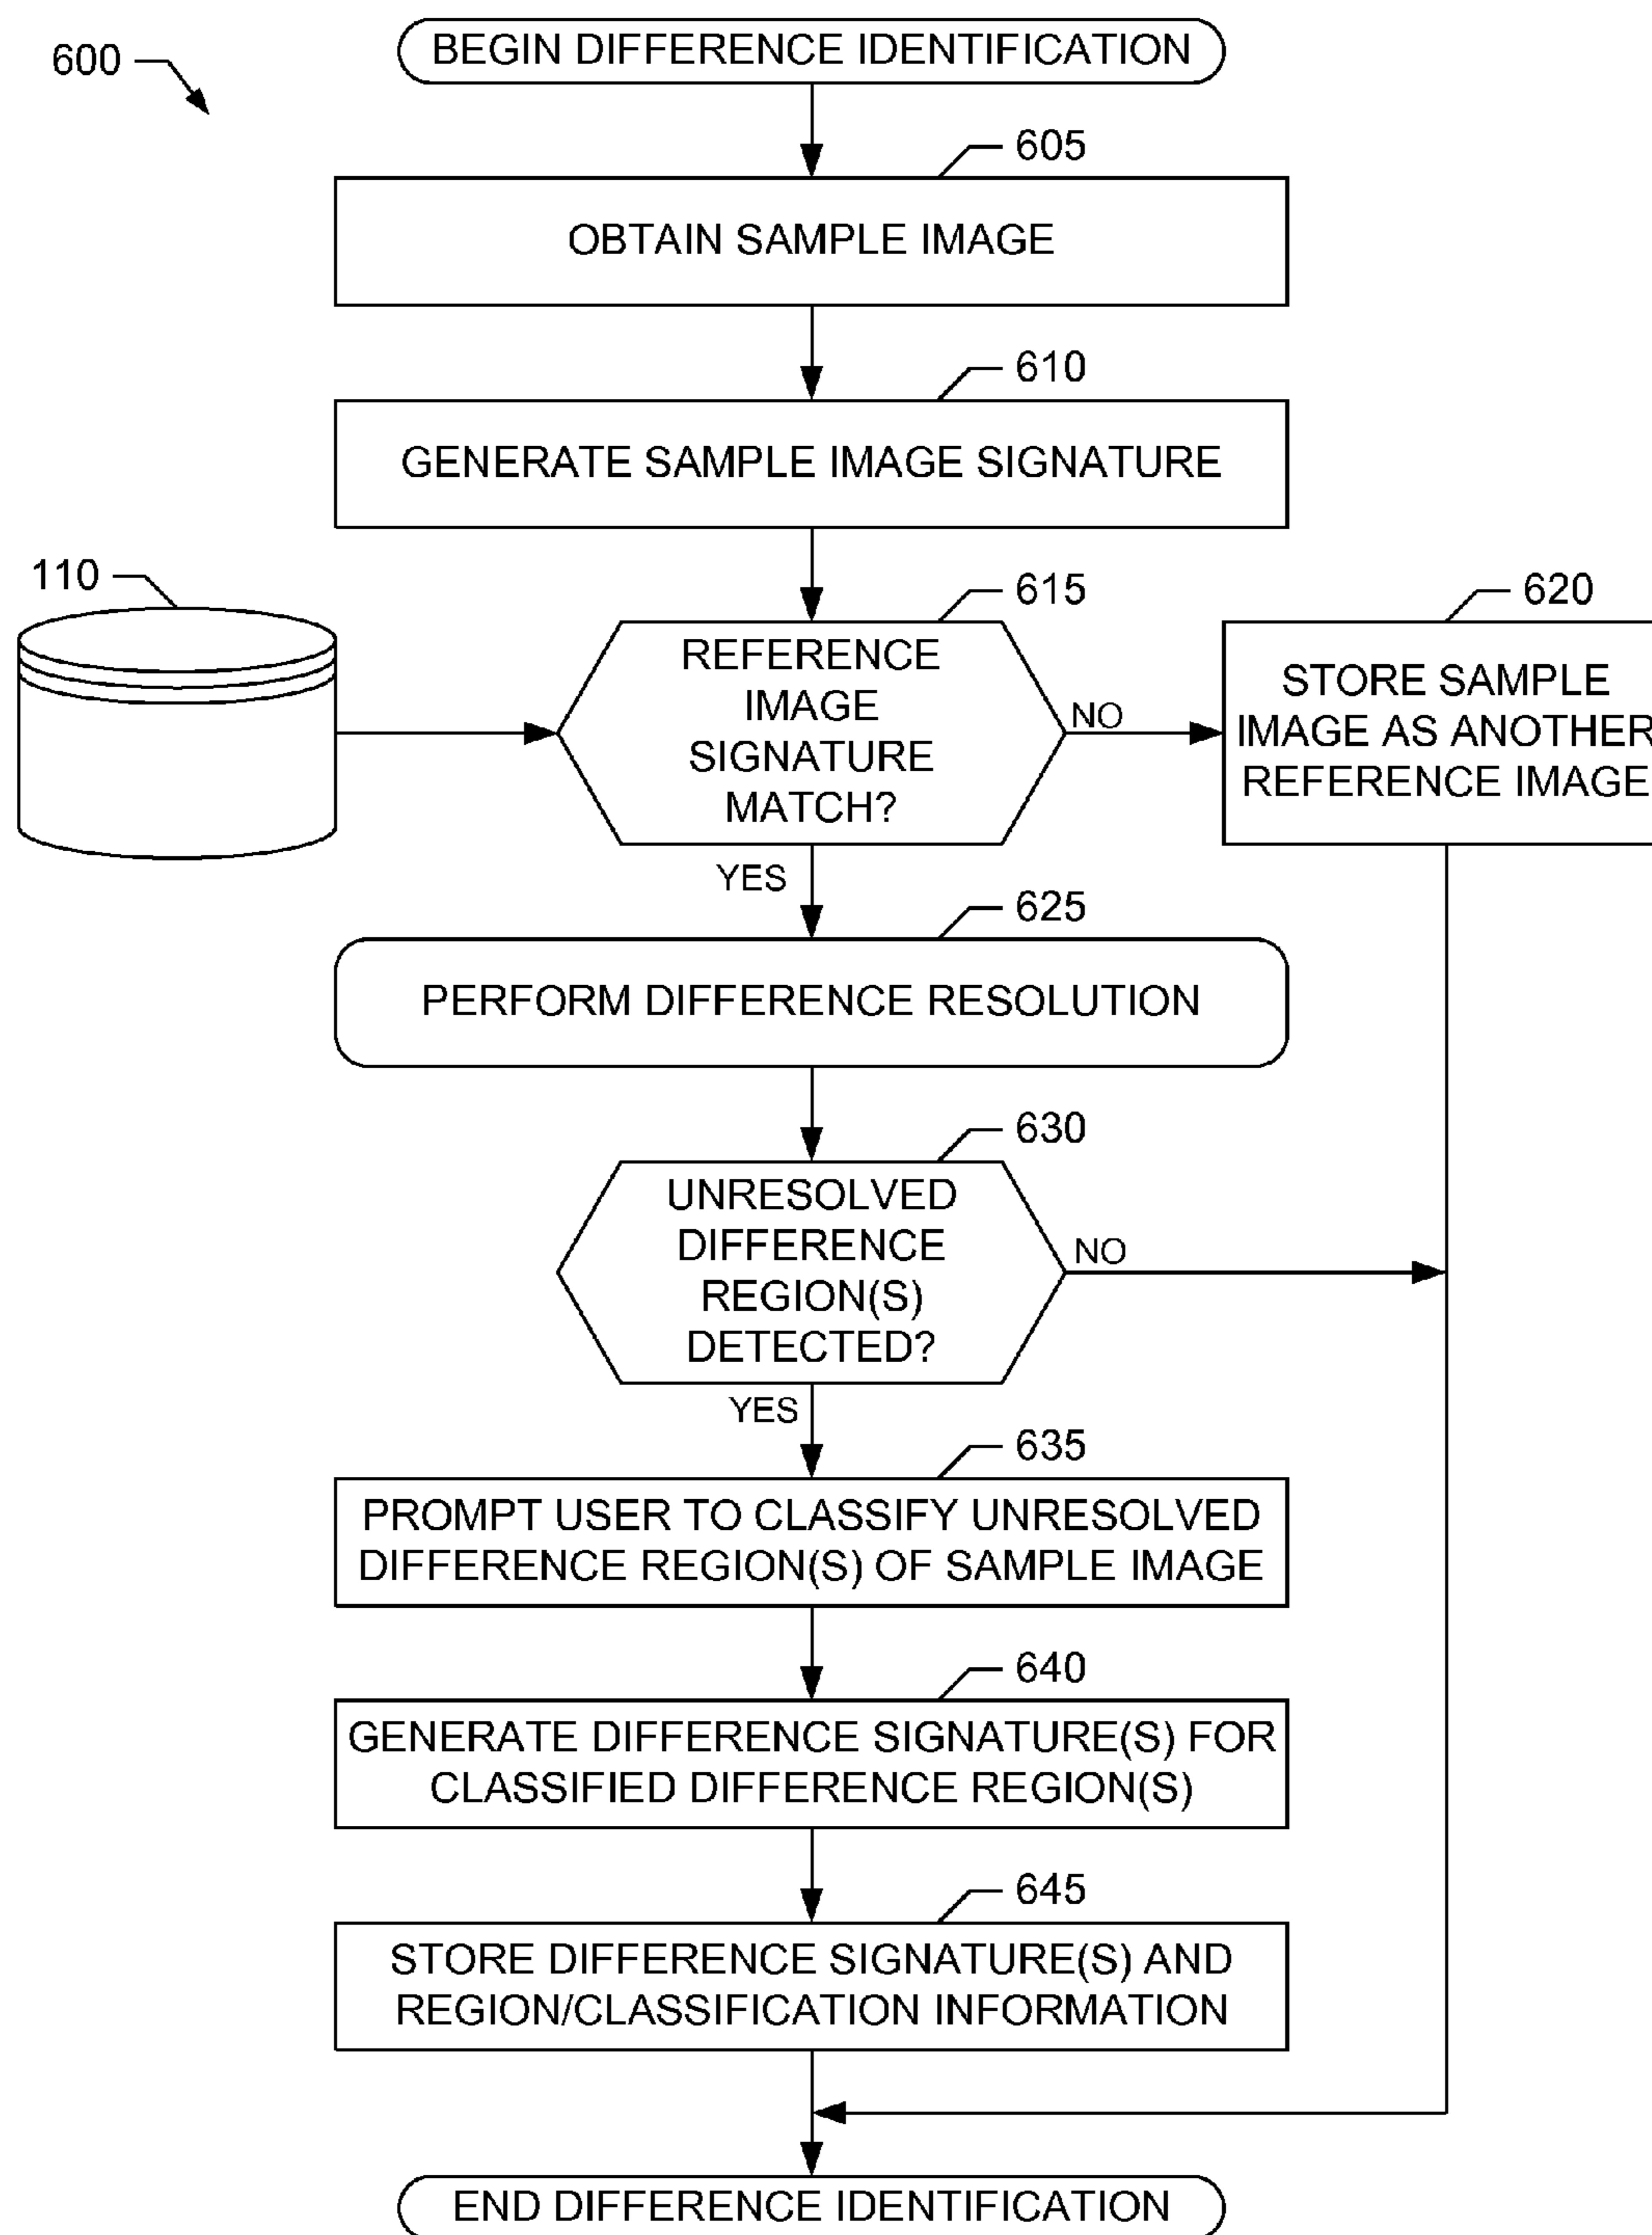 600
BEGIN DIFFERENCE IDENTIFICATION
605
OBTAIN SAMPLE IMAGE
610
GENERATE SAMPLE IMAGE SIGNATURE
110
615
620
REFERENCE
IMAGE
SIGNATURE
MATCH?
NO
STORE SAMPLE
IMAGE AS ANOTHER
REFERENCE IMAGE
YES
625
PERFORM DIFFERENCE RESOLUTION
630
UNRESOLVED
DIFFERENCE
REGION(S)
DETECTED?
NO
YES
635
PROMPT USER TO CLASSIFY UNRESOLVED
DIFFERENCE REGION(S) OF SAMPLE IMAGE
640
GENERATE DIFFERENCE SIGNATURE(S) FOR
CLASSIFIED DIFFERENCE REGION(S)
645
STORE DIFFERENCE SIGNATURE(S) AND
REGION/CLASSIFICATION INFORMATION
END DIFFERENCE IDENTIFICATION